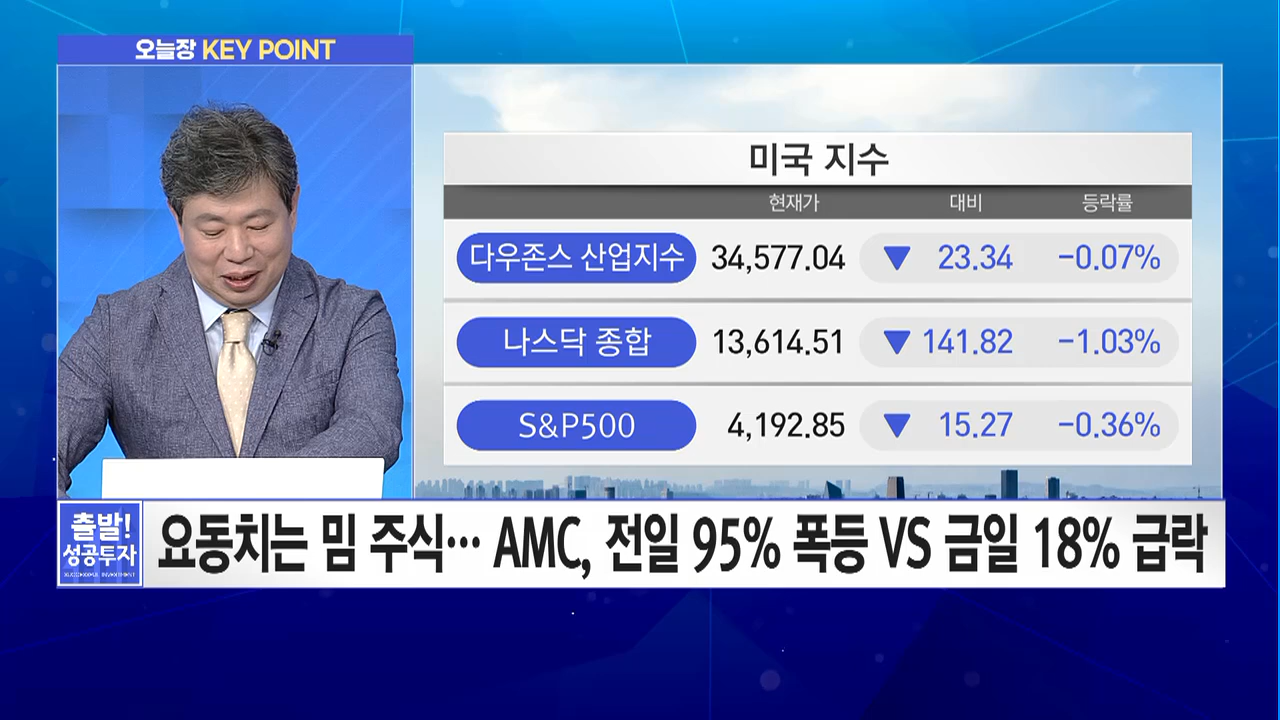 오늘장 KEY POINT
미국 지수
현재가 대비 등락률
다우존스 산업지수 34,577.04 ▼ 23.34 -0.07%
나스닥 종합 13,614.51 ▼ 141.82 -1.03%
S&P500 4,192.85 ▼ 15.27 -0.36%
출발!
성공투자
요동치는 밈 주식… AMC, 전일 95% 폭등 VS 금일 18% 급락